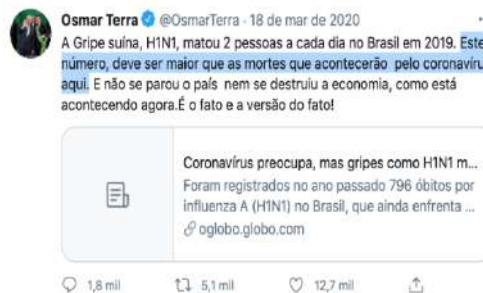 Osmar Terra @OsmarTerra · 18 de mar de 2020
A Gripe suína, H1N1, matou 2 pessoas a cada dia no Brasil em 2019. Este
número, deve ser maior que as mortes que acontecerão pelo coronavíru
aqui. E não se parou o país nem se destruiu a economia, como está
acontecendo agora.É o fato e a versão do fato!
Coronavírus preocupa, mas gripes como H1N1 m...
Foram registrados no ano passado 796 óbitos por
influenza A (H1N1) no Brasil, que ainda enfrenta ...
oglobo.globo.com
1,8 mil 5,1 mil 12,7 mil